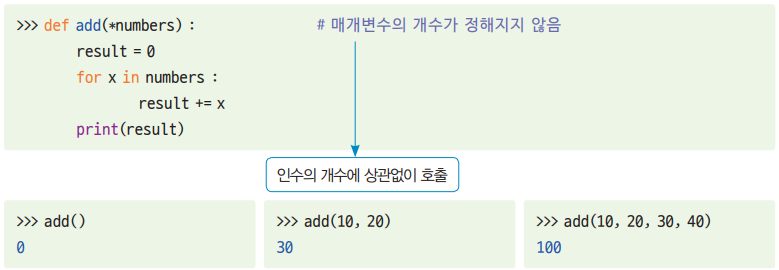 >>> def add(*numbers) : # 매개변수의 개수가 정해지지 않음
result = 0
for x in numbers :
result += x
print(result)
인수의 개수에 상관없이 호출
>>> add()
0
>>> add(10, 20)
30
>>> add(10, 20, 30, 40)
100